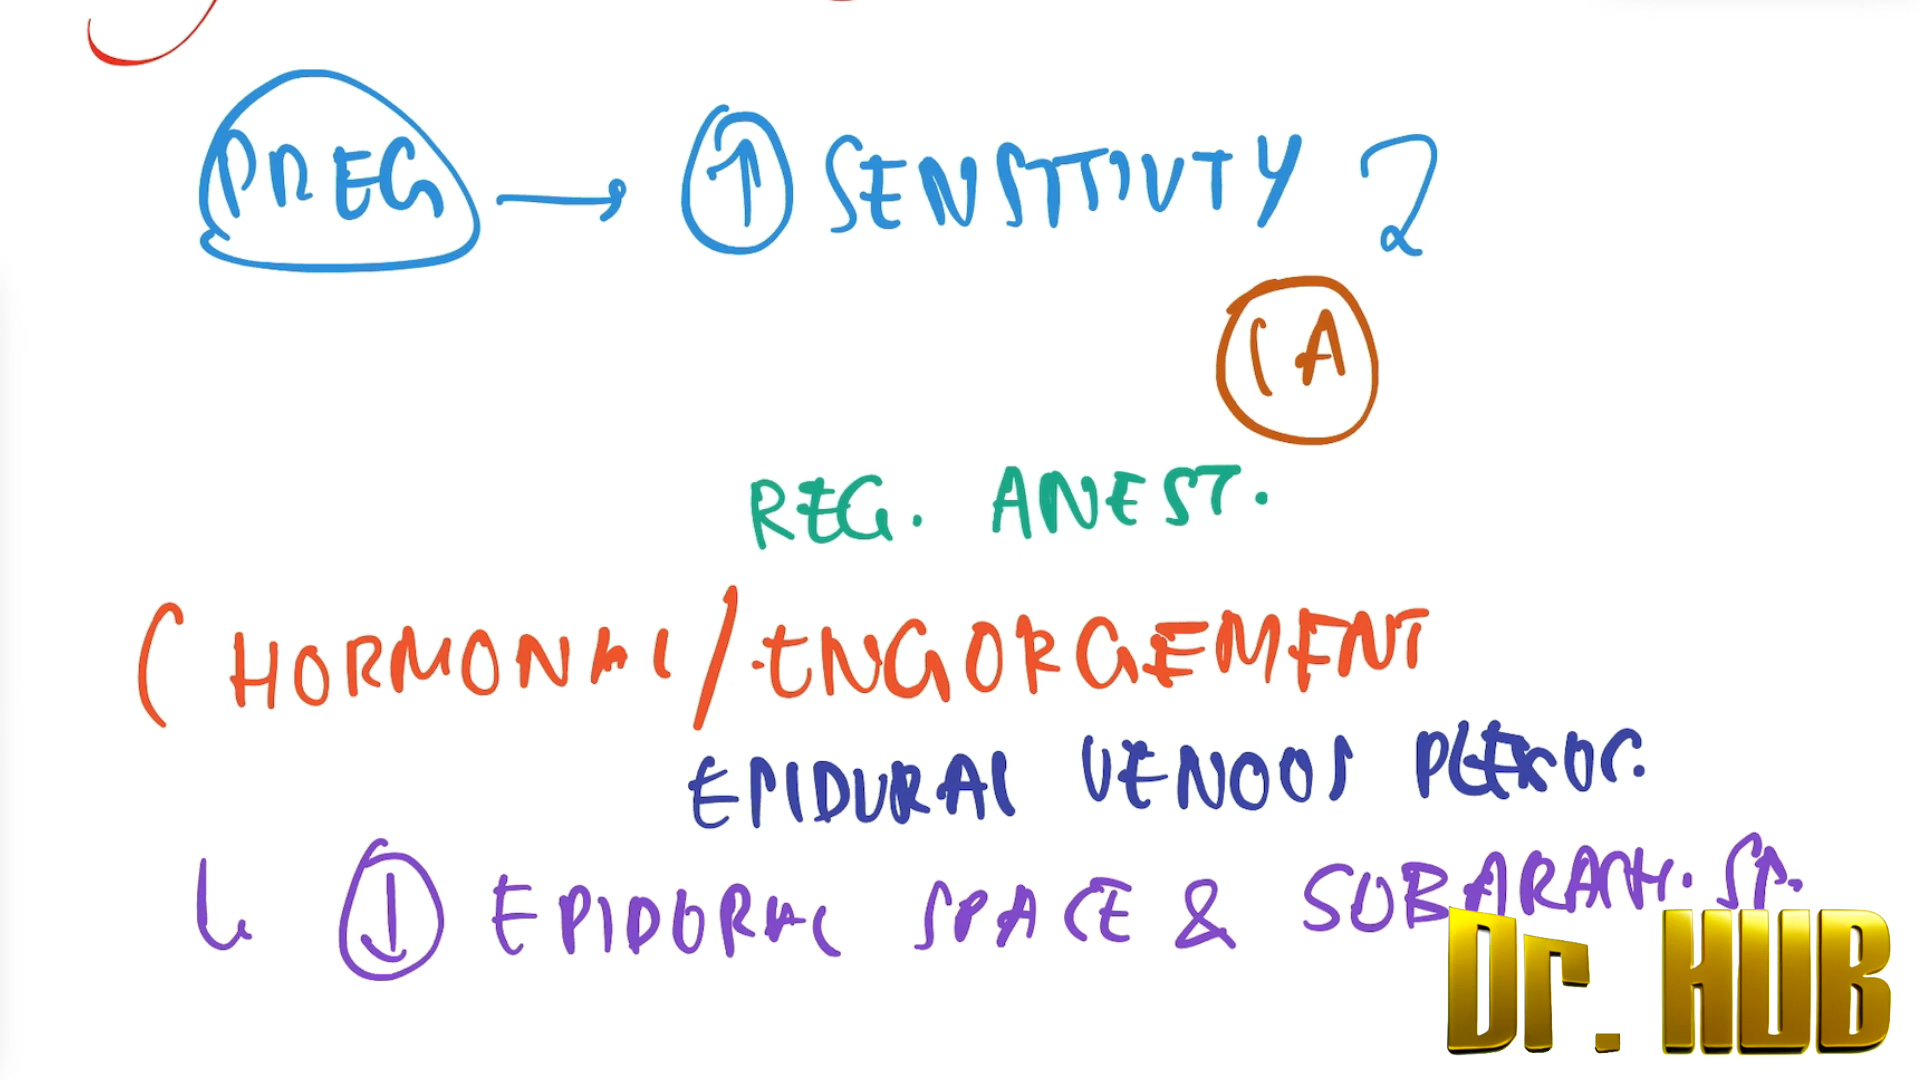 PREG → ↑ SENSITIVITY 2
LA
REG. ANEST.
( HORMONAL / ENGORGEMENT
EPIDURAL VENOUS PLEXUS.
↳ ↓ EPIDURAL SPACE & SUBARACH. SP.
Dr. HUB